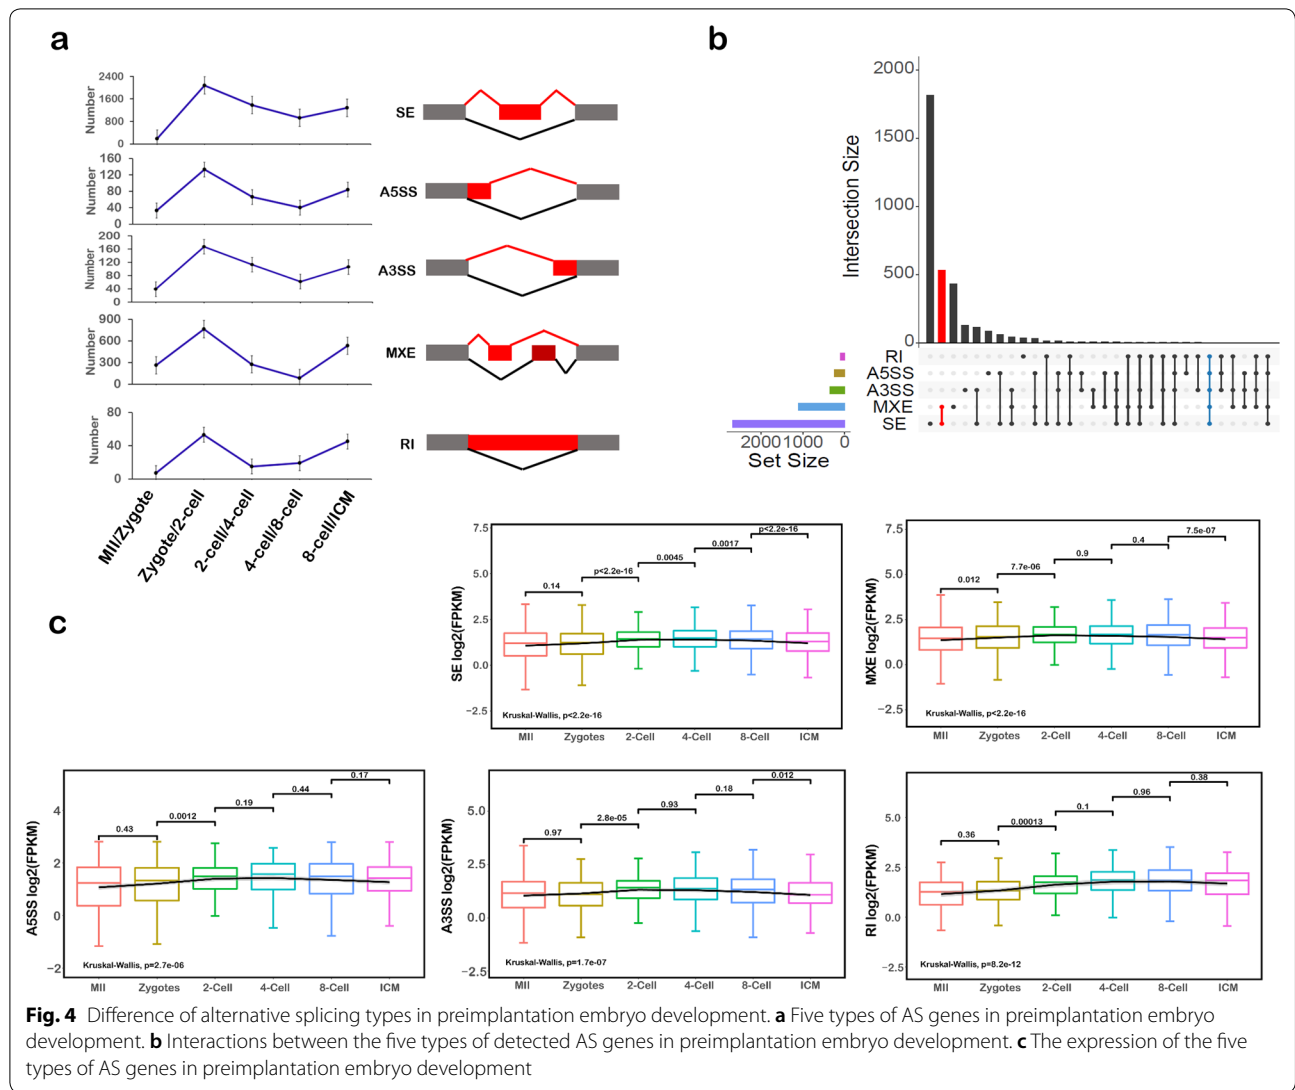 a
2400
1600
800
0
Number
SE
160
120
80
40
0
Number
A5SS
200
160
120
80
40
0
Number
A3SS
900
600
300
0
Number
MXE
80
40
0
Number
RI
MII/Zygote
Zygote/2-cell
2-cell/4-cell
4-cell/8-cell
8-cell/ICM
b
2000
1500
1000
500
0
Intersection Size
RI
A5SS
A3SS
MXE
SE
2000 1000 0
Set Size
c
7.5
5.0
2.5
0.0
−2.5
SE log2(FPKM)
0.14
p<2.2e-16
0.0045
0.0017
p<2.2e-16
Kruskal-Wallis, p<2.2e-16
MII Zygotes 2-Cell 4-Cell 8-Cell ICM
7.5
5.0
2.5
0.0
−2.5
MXE log2(FPKM)
0.012
7.7e-06
0.9
0.4
7.5e-07
Kruskal-Wallis, p<2.2e-16
MII Zygotes 2-Cell 4-Cell 8-Cell ICM
4
2
0
−2
A5SS log2(FPKM)
0.43
0.0012
0.19
0.44
0.17
Kruskal-Wallis, p=2.7e-06
MII Zygotes 2-Cell 4-Cell 8-Cell ICM
5.0
2.5
0.0
−2.5
A3SS log2(FPKM)
0.97
2.8e-05
0.93
0.18
0.012
Kruskal-Wallis, p=1.7e-07
MII Zygotes 2-Cell 4-Cell 8-Cell ICM
5.0
2.5
0.0
−2.5
RI log2(FPKM)
0.36
0.00013
0.1
0.96
0.38
Kruskal-Wallis, p=8.2e-12
MII Zygotes 2-Cell 4-Cell 8-Cell ICM
Fig. 4 Difference of alternative splicing types in preimplantation embryo development. a Five types of AS genes in preimplantation embryo
development. b Interactions between the five types of detected AS genes in preimplantation embryo development. c The expression of the five
types of AS genes in preimplantation embryo development